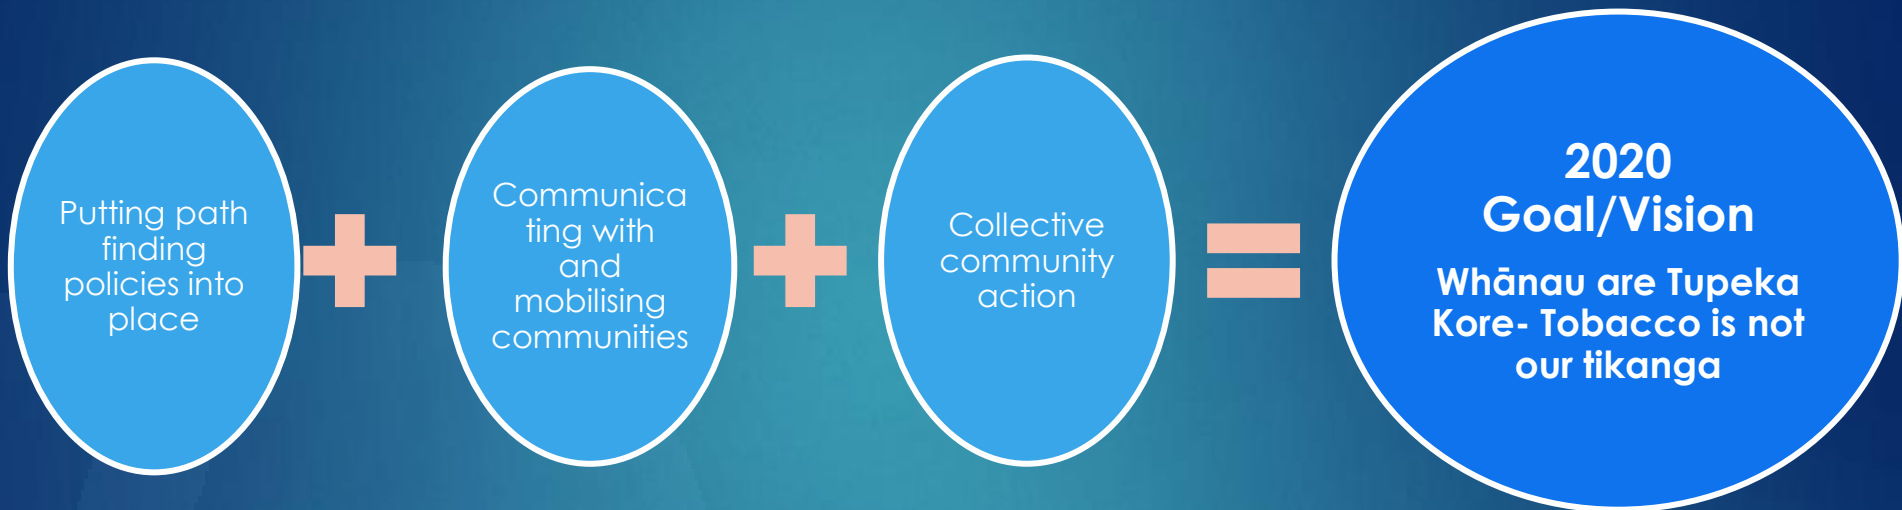 Putting path
finding
policies into
place
Communica
ting with
and
mobilising
communities
Collective
community
action
2020
Goal/Vision
Whānau are Tupeka
Kore- Tobacco is not
our tikanga